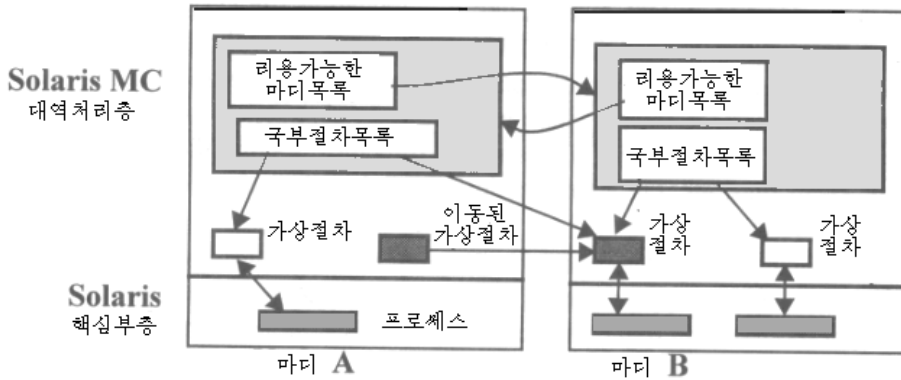 Solaris MC
대역처리층
리용가능한
마디목록
국부절차목록
가상절차
이동된
가상절차
리용가능한
마디목록
국부절차목록
가상
절차
가상
절차
Solaris
핵심부층
프로쎄스
마디 A
마디 B